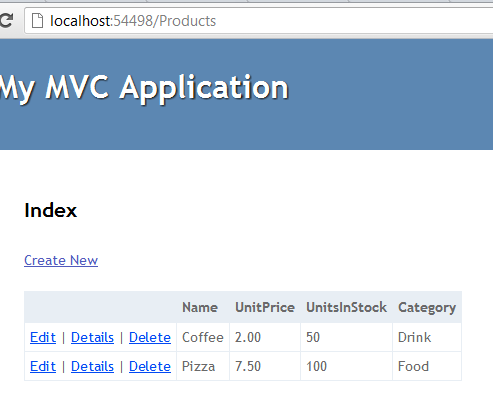 localhost:54498/Products
My MVC Application
Index
Create New
Name UnitPrice UnitsInStock Category
Edit | Details | Delete Coffee 2.00 50 Drink
Edit | Details | Delete Pizza 7.50 100 Food